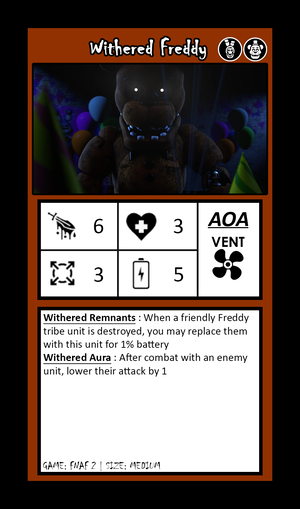 Withered Freddy
6
3
AOA
VENT
3
5
Withered Remnants : When a friendly Freddy
tribe unit is destroyed, you may replace them
with this unit for 1% battery
Withered Aura : After combat with an enemy
unit, lower their attack by 1
GAME: FNAF 2 | SIZE: MEDIUM